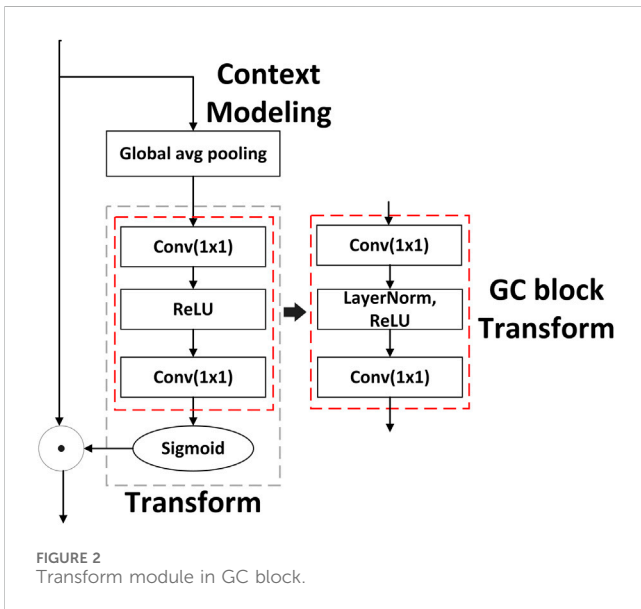 Context
Modeling
Global avg pooling
Conv(1x1)
ReLU
Conv(1x1)
Sigmoid
Transform
Conv(1x1)
LayerNorm,
ReLU
Conv(1x1)
GC block
Transform
FIGURE 2
Transform module in GC block.